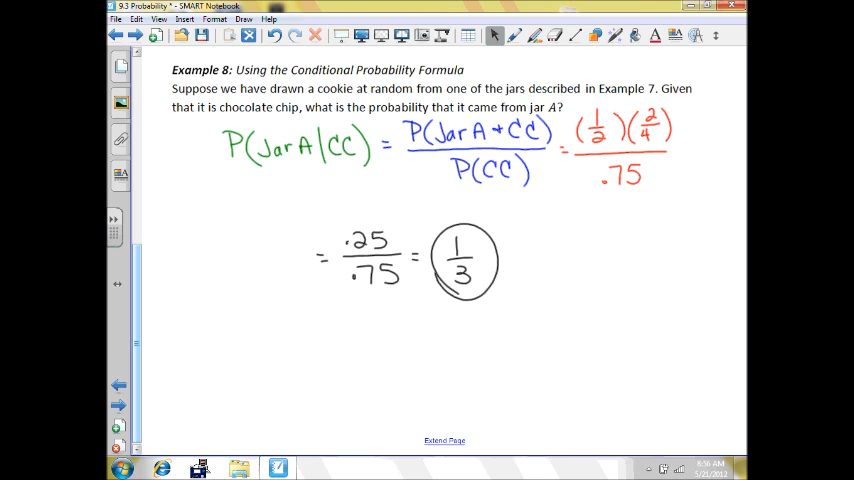 9.3 Probability * - SMART Notebook
File Edit View Insert Format Draw Help
Example 8: Using the Conditional Probability Formula
Suppose we have drawn a cookie at random from one of the jars described in Example 7. Given
that it is chocolate chip, what is the probability that it came from jar A?
P(Jar A | CC) = P(Jar A + CC) / P(CC) = (1/2)(2/4) / .75
= .25 / .75 = 1/3
Extend Page
8:56 AM
5/21/2012